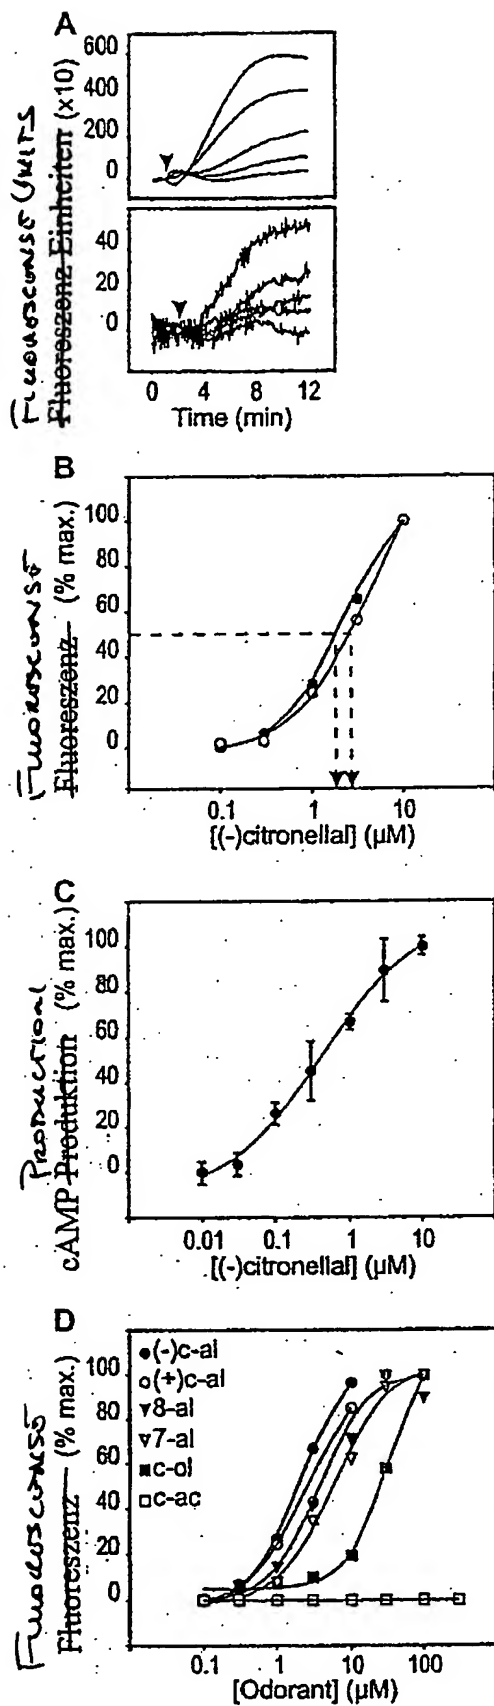 A
FLUOROSCENSE UNITS
Fluoreszenz Einheiten (x10)
600
400
200
0
40
20
0
0 4 8 12
Time (min)
B
FLUOROSCENSE
Fluoreszenz (% max.)
100
80
60
40
20
0
0.1 1 10
[(-)citronellal] (µM)
C
PRODUCTION
cAMP Produktion (% max.)
100
80
60
40
20
0
0.01 0.1 1 10
[(-)citronellal] (µM)
D
FLUOROSCENSE
Fluoreszenz (% max.)
100
80
60
40
20
0
(-)c-al
(+)c-al
8-al
7-al
c-ol
c-ac
0.1 1 10 100
[Odorant] (µM)